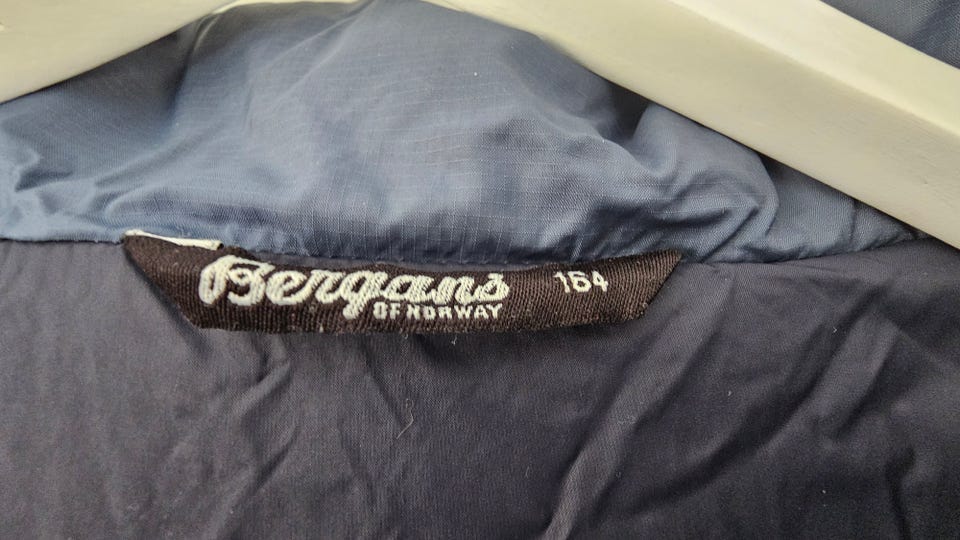 Bergans
OF NORWAY
164